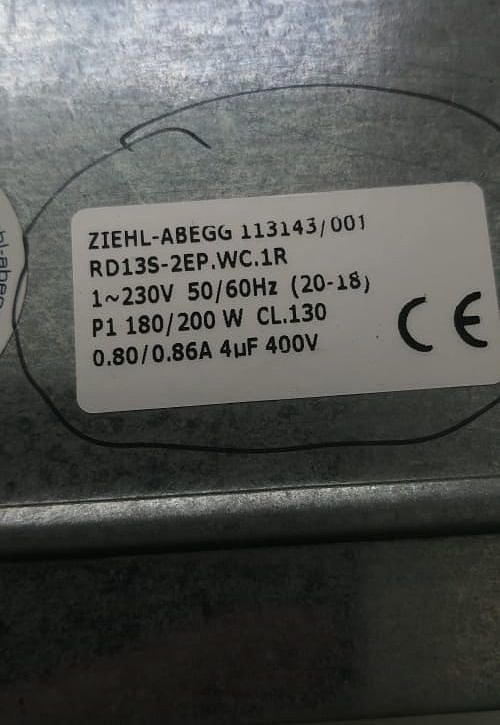 ZIEHL-ABEGG 113143/001
RD13S-2EP.WC.1R
1~230V 50/60Hz (20-18)
P1 180/200 W CL.130
0.80/0.86A 4µF 400V
CE